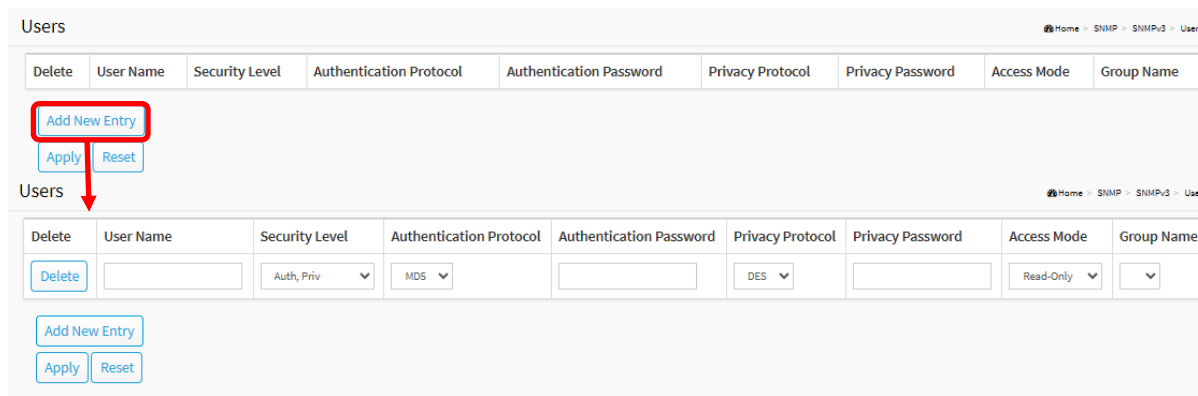 Users
Home > SNMP > SNMPv3 > User
Delete User Name Security Level Authentication Protocol Authentication Password Privacy Protocol Privacy Password Access Mode Group Name
Add New Entry
Apply Reset
Users
Home > SNMP > SNMPv3 > Use
Delete User Name Security Level Authentication Protocol Authentication Password Privacy Protocol Privacy Password Access Mode Group Name
Delete Auth, Priv MD5 DES Read-Only
Add New Entry
Apply Reset